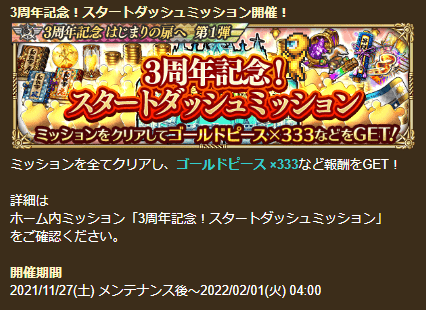 3周年記念！スタートダッシュミッション開催！
3周年記念 はじまりの扉へ 第1弾
3周年記念！
スタートダッシュミッション
ミッションをクリアしてゴールドピース×333などをGET!
ミッションを全てクリアし、ゴールドピース ×333など報酬をGET！
詳細は
ホーム内ミッション「3周年記念！スタートダッシュミッション」
をご確認ください。
開催期間
2021/11/27(土) メンテナンス後～2022/02/01(火) 04:00